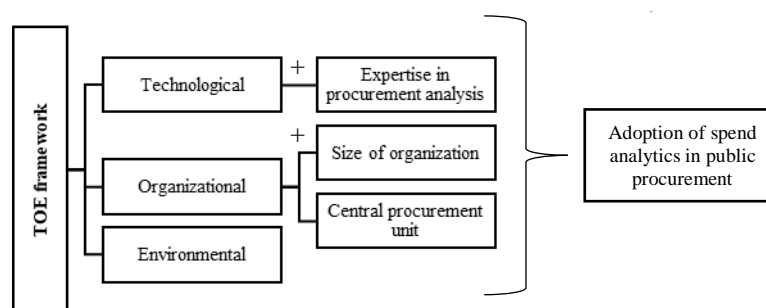 TOE framework
Technological
+
Expertise in
procurement analysis
Organizational
+
Size of organization
Central procurement
unit
Environmental
Adoption of spend
analytics in public
procurement